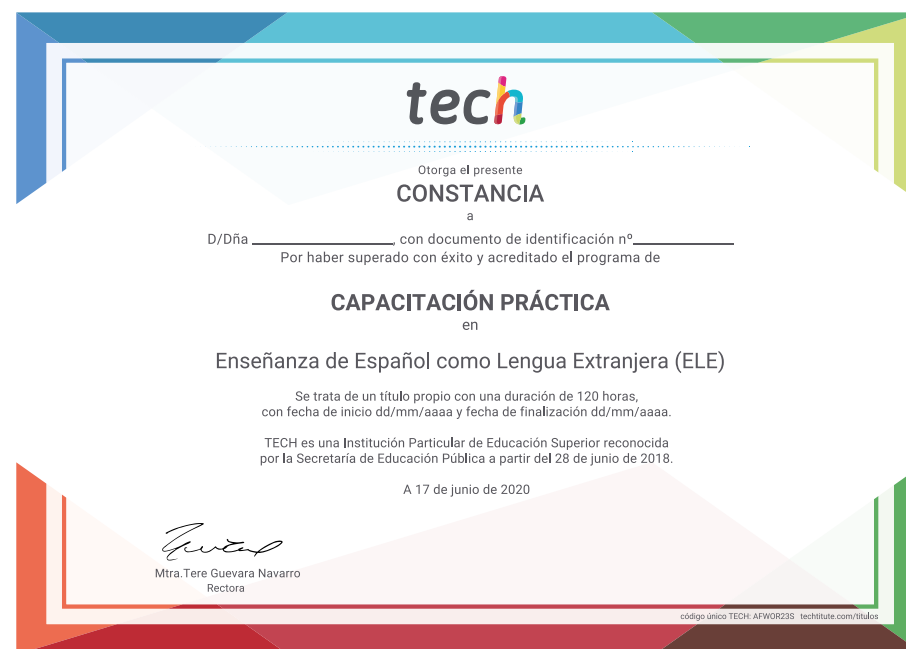 tech
Otorga el presente
CONSTANCIA
a
D/Dña ____________________, con documento de identificación nº______________
Por haber superado con éxito y acreditado el programa de
CAPACITACIÓN PRÁCTICA
en
Enseñanza de Español como Lengua Extranjera (ELE)
Se trata de un título propio con una duración de 120 horas,
con fecha de inicio dd/mm/aaaa y fecha de finalización dd/mm/aaaa.
TECH es una Institución Particular de Educación Superior reconocida
por la Secretaría de Educación Pública a partir del 28 de junio de 2018.
A 17 de junio de 2020
Mtra.Tere Guevara Navarro
Rectora
código único TECH: AFWOR23S techtitute.com/titulos